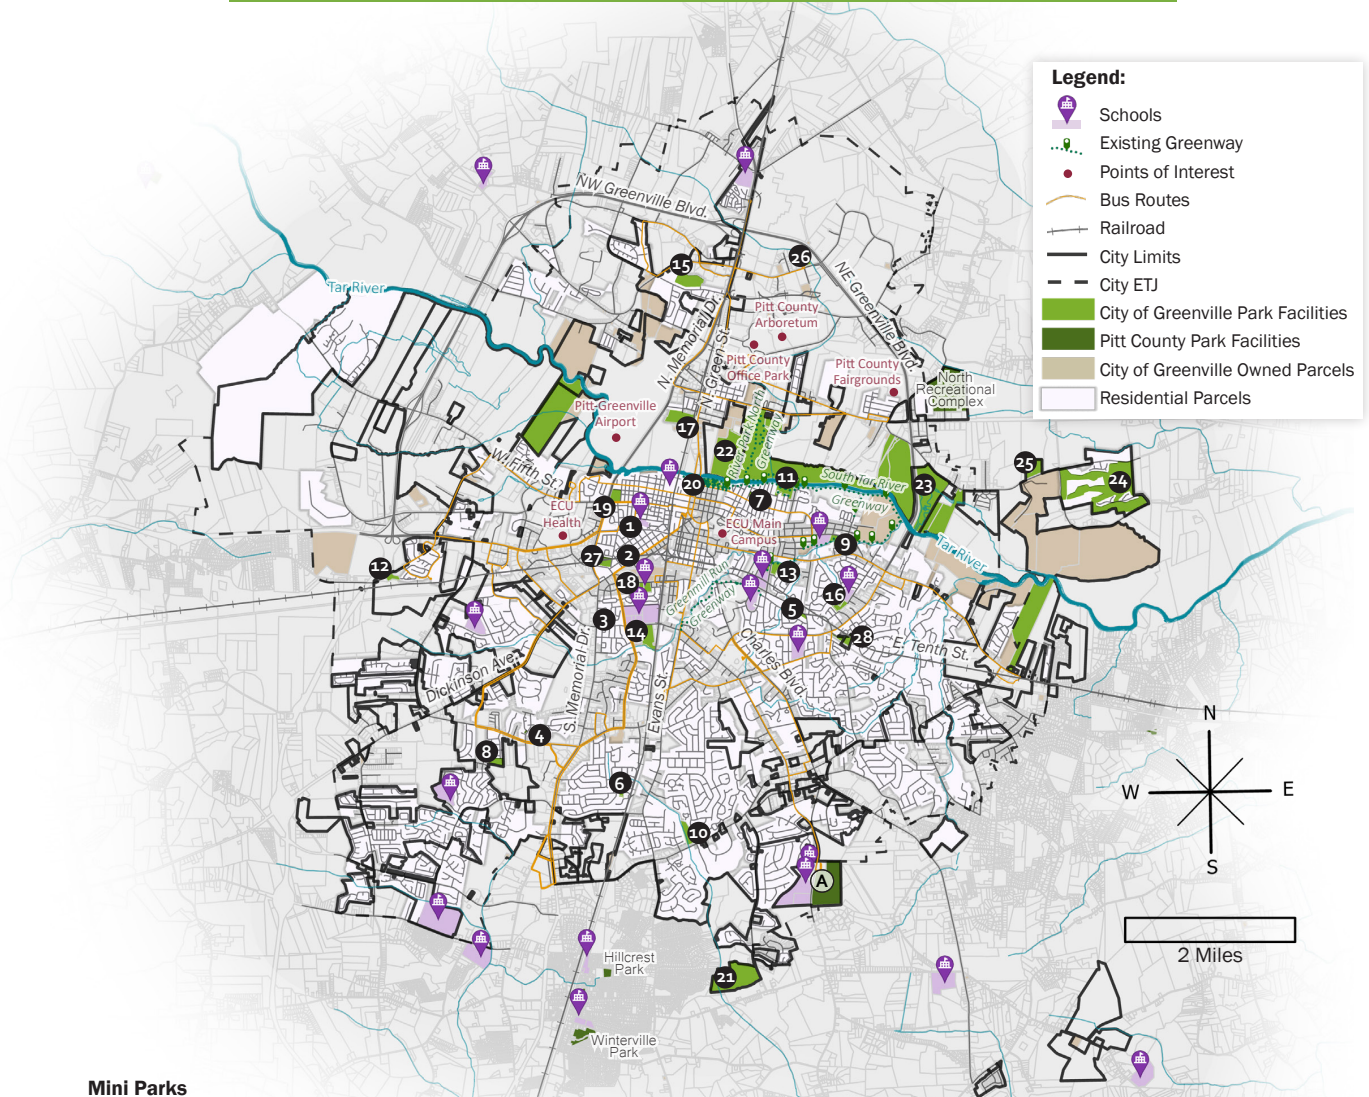 Legend:
Schools
Existing Greenway
Points of Interest
Bus Routes
Railroad
City Limits
City ETJ
City of Greenville Park Facilities
Pitt County Park Facilities
City of Greenville Owned Parcels
Residential Parcels
NW Greenville Blvd.
26
15
NE Greenville Blvd.
Tar River
Pitt County
Arboretum
N. Memorial Dr.
N. Green St.
Pitt County
Office Park
Pitt County
Fairgrounds
North
Recreational
Complex
Pitt-Greenville
Airport
17
River Park North
Greenway
22
W. Fifth St.
25
24
11
South Tar River
Greenway
23
20
7
19
ECU
Health
1
ECU Main
Campus
9
Tar River
27
2
12
13
18
Greenmill Run
Greenway
16
5
3
14
28
E. Tenth St.
Dickinson Ave.
S. Memorial Dr.
Evans St.
Charles Blvd.
4
8
6
10
A
N
W
E
S
2 Miles
Hillcrest
Park
21
Winterville
Park
Mini Parks